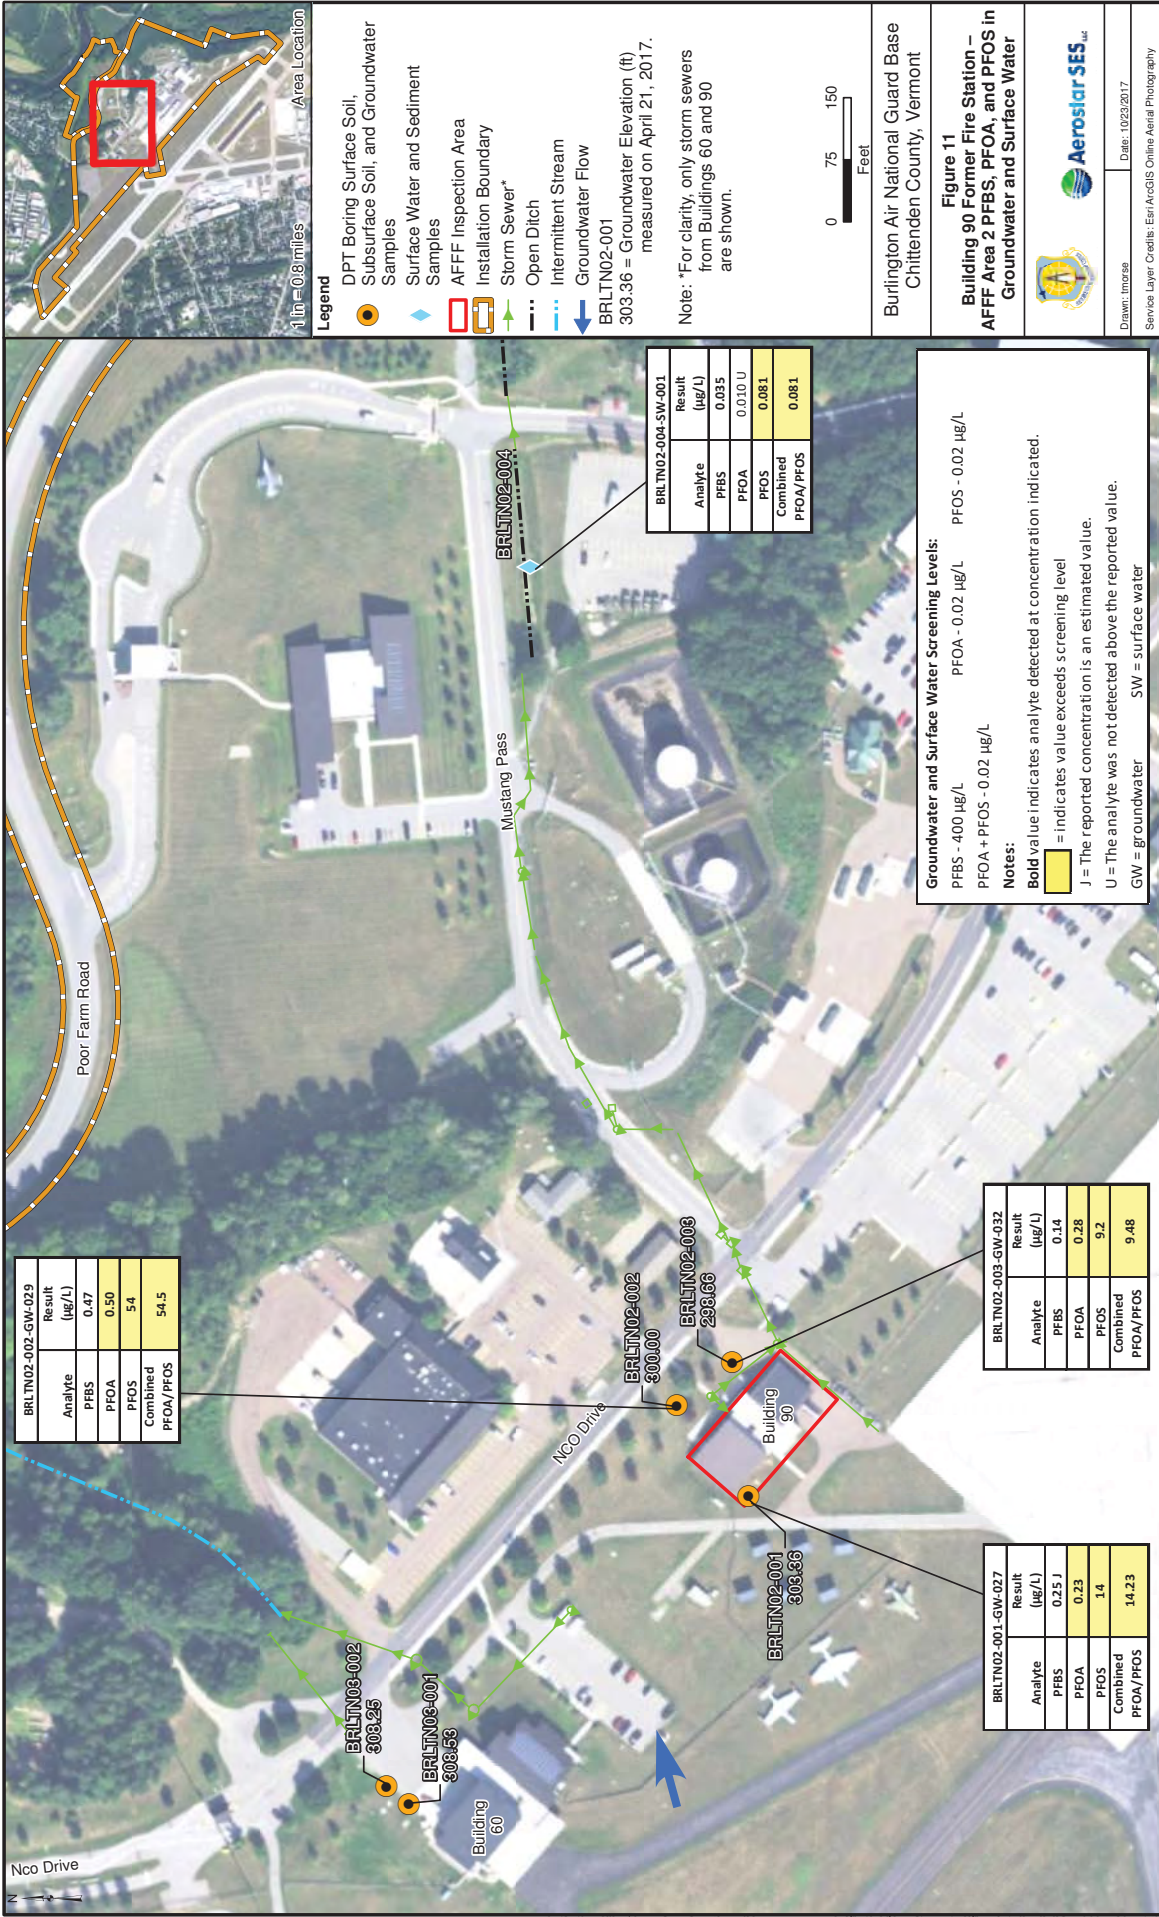 N
Nco Drive
Poor Farm Road
Mustang Pass
NCO Drive
Building
60
Building
90
BRLTN03-002
308.25
BRLTN03-001
308.53
BRLTN02-002
300.00
BRLTN02-003
298.66
BRLTN02-001
303.36
BRLTN02-004
BRLTN02-002-GW-029
Analyte Result (µg/L)
PFBS 0.47
PFOA 0.50
PFOS 54
Combined PFOA/PFOS 54.5
BRLTN02-004-SW-001
Analyte Result (µg/L)
PFBS 0.035
PFOA 0.010 U
PFOS 0.081
Combined PFOA/PFOS 0.081
BRLTN02-001-GW-027
Analyte Result (µg/L)
PFBS 0.25 J
PFOA 0.23
PFOS 14
Combined PFOA/PFOS 14.23
BRLTN02-003-GW-032
Analyte Result (µg/L)
PFBS 0.14
PFOA 0.28
PFOS 9.2
Combined PFOA/PFOS 9.48
Groundwater and Surface Water Screening Levels:
PFBS - 400 µg/L PFOA - 0.02 µg/L PFOS - 0.02 µg/L
PFOA + PFOS - 0.02 µg/L
Notes:
Bold value indicates analyte detected at concentration indicated.
= indicates value exceeds screening level
J = The reported concentration is an estimated value.
U = The analyte was not detected above the reported value.
GW = groundwater SW = surface water
1 in = 0.8 miles Area Location
Legend
DPT Boring Surface Soil,
Subsurface Soil, and Groundwater
Samples
Surface Water and Sediment
Samples
AFFF Inspection Area
Installation Boundary
Storm Sewer*
Open Ditch
Intermittent Stream
Groundwater Flow
BRLTN02-001
303.36 = Groundwater Elevation (ft)
measured on April 21, 2017.
Note: *For clarity, only storm sewers
from Buildings 60 and 90
are shown.
0 75 150
Feet
Burlington Air National Guard Base
Chittenden County, Vermont
Figure 11
Building 90 Former Fire Station –
AFFF Area 2 PFBS, PFOA, and PFOS in
Groundwater and Surface Water
Aerostar SES LLC
Drawn: tmorse Date: 10/23/2017
Service Layer Credits: Esri ArcGIS Online Aerial Photography